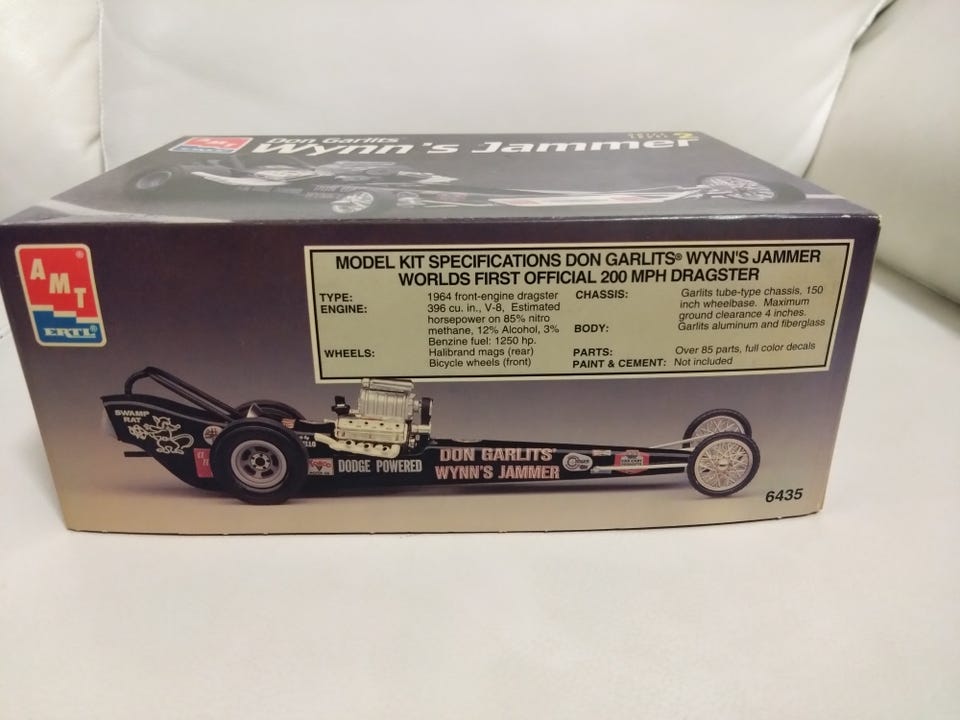 AMT
ERTL
Don Garlits
Wynn's Jammer
2
AMT
ERTL
MODEL KIT SPECIFICATIONS DON GARLITS® WYNN'S JAMMER
WORLDS FIRST OFFICIAL 200 MPH DRAGSTER
TYPE: 1964 front-engine dragster
ENGINE: 396 cu. in., V-8, Estimated
horsepower on 85% nitro
methane, 12% Alcohol, 3%
Benzine fuel: 1250 hp.
WHEELS: Halibrand mags (rear)
Bicycle wheels (front)
CHASSIS: Garlits tube-type chassis, 150
inch wheelbase. Maximum
ground clearance 4 inches.
BODY: Garlits aluminum and fiberglass
PARTS: Over 85 parts, full color decals
PAINT & CEMENT: Not included
SWAMP
RAT
DODGE POWERED
DON GARLITS'
WYNN'S JAMMER
6435